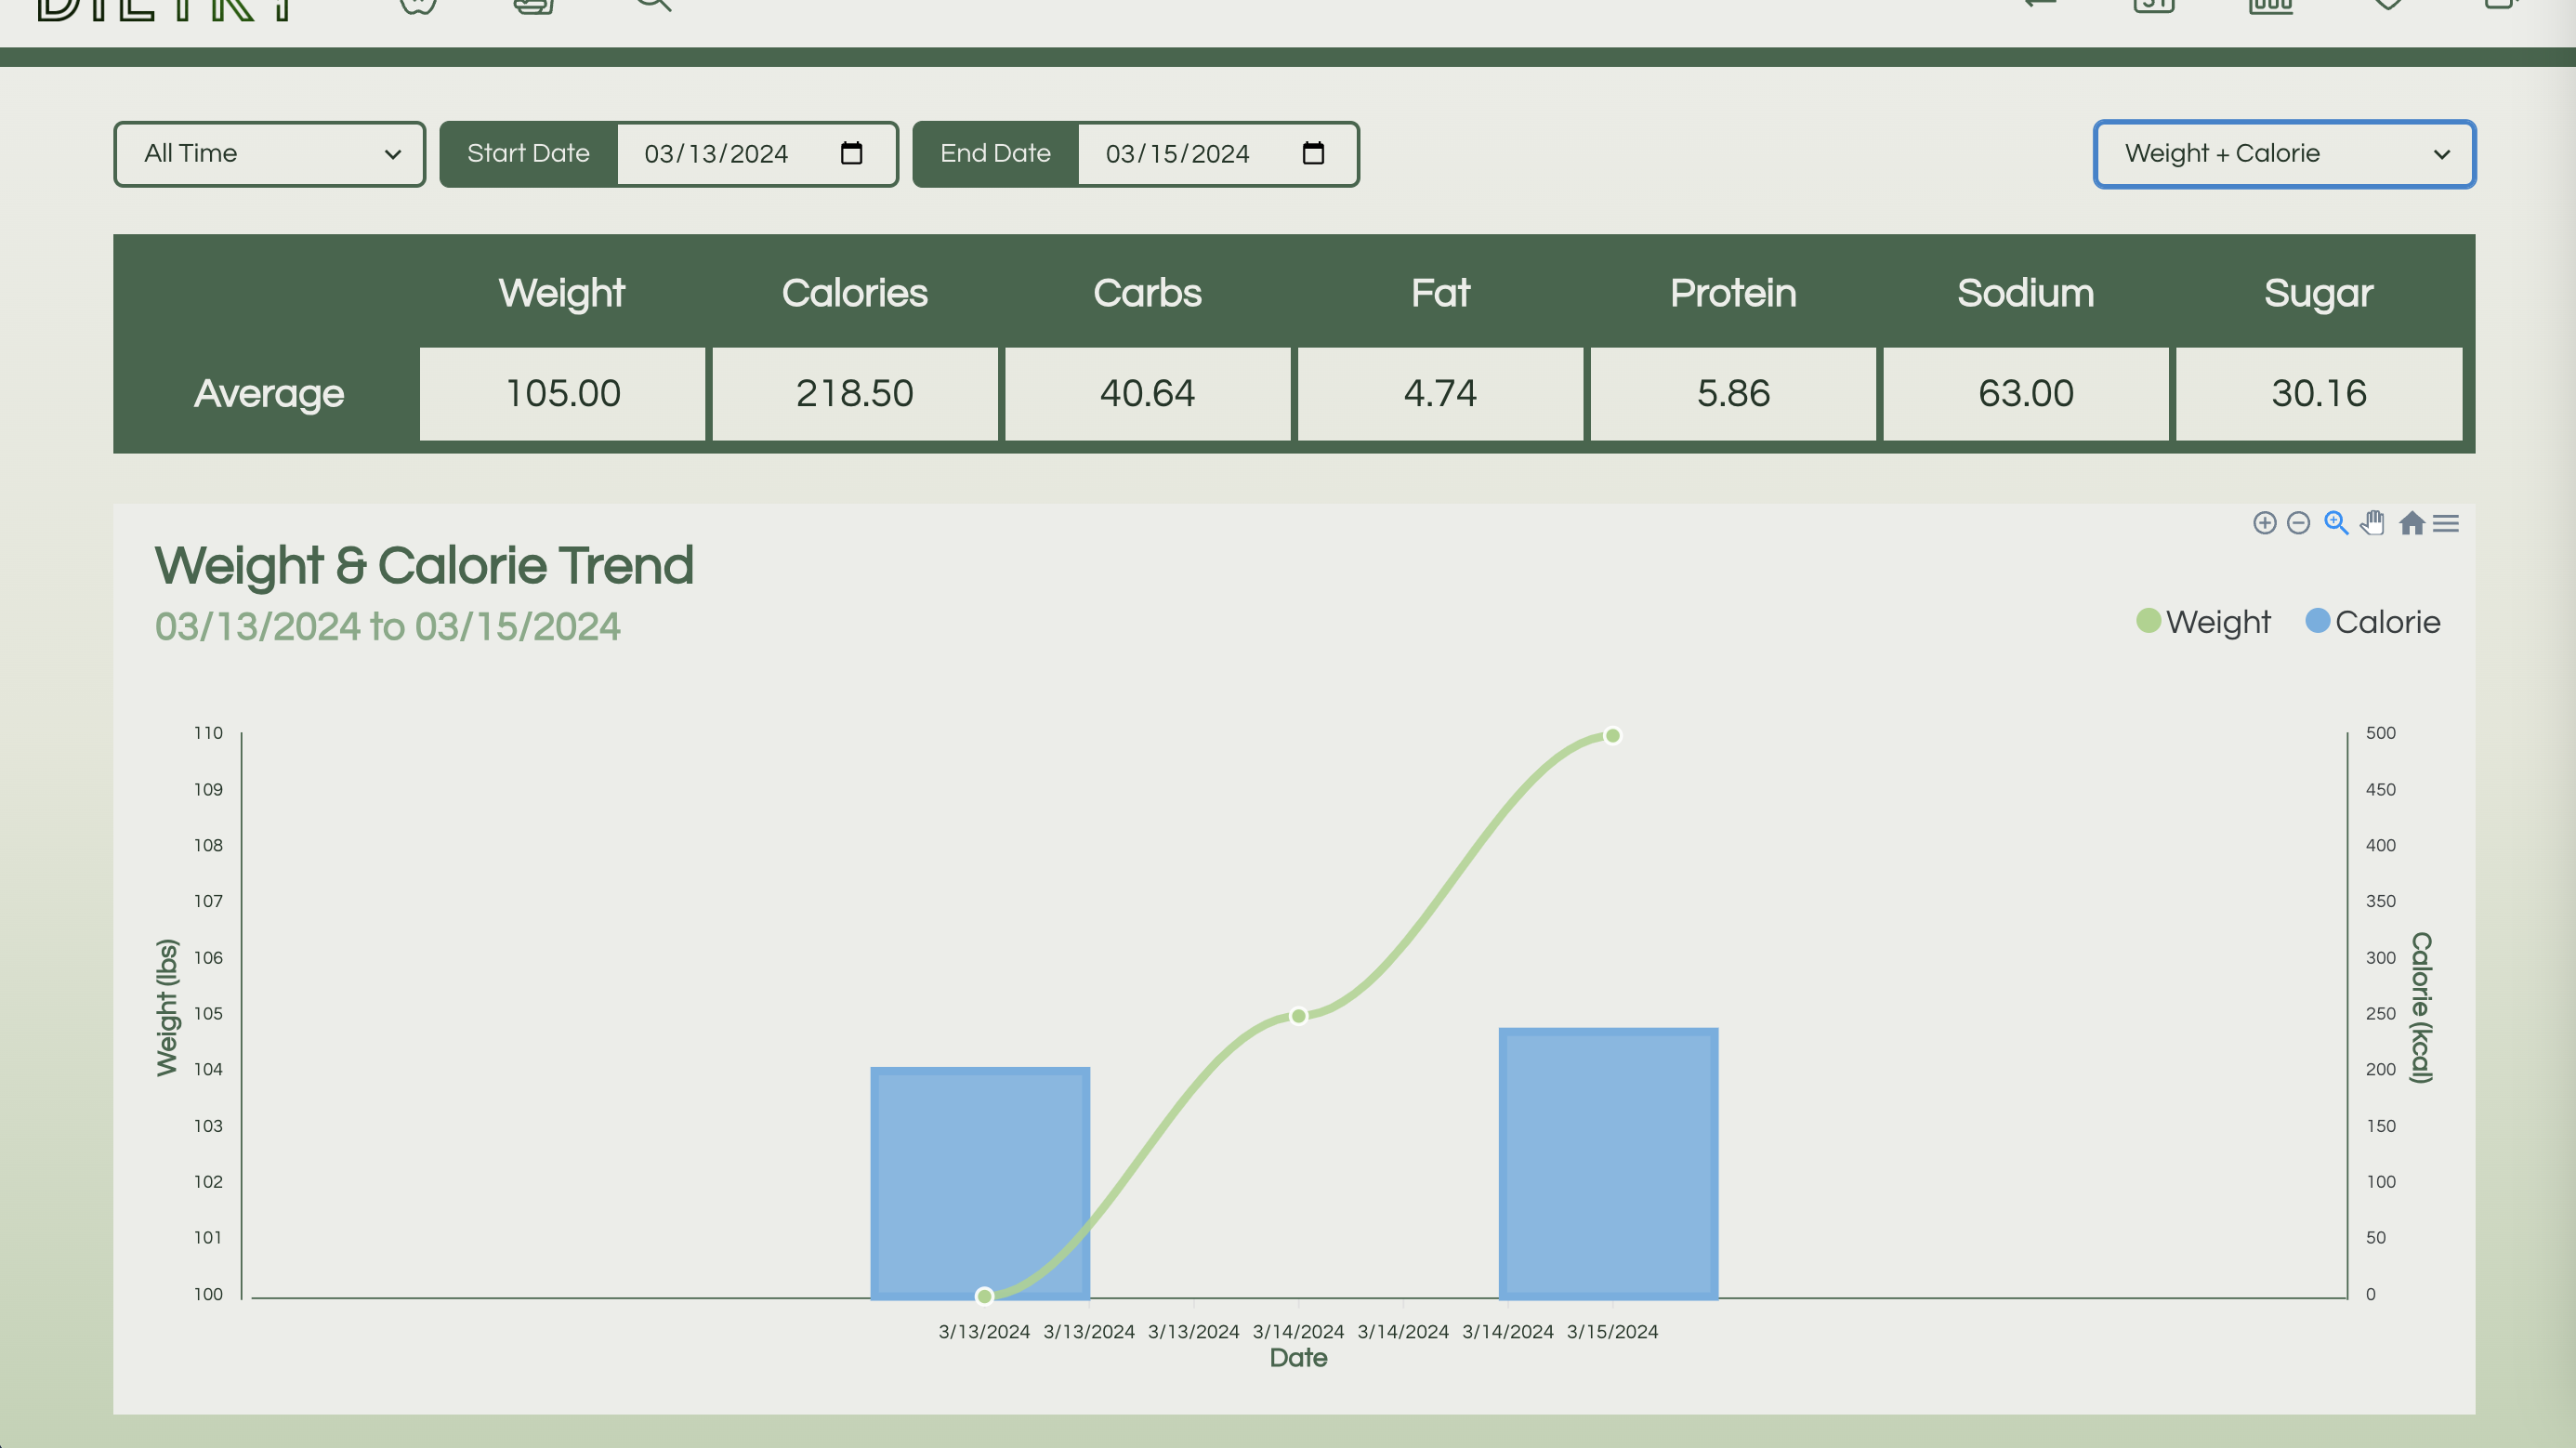 All Time Start Date 03/13/2024 End Date 03/15/2024 Weight + Calorie
Weight Calories Carbs Fat Protein Sodium Sugar
Average 105.00 218.50 40.64 4.74 5.86 63.00 30.16
Weight & Calorie Trend
03/13/2024 to 03/15/2024
Weight Calorie
110
109
108
107
106
105
104
103
102
101
100
Weight (lbs)
500
450
400
350
300
250
200
150
100
50
0
Calorie (kcal)
3/13/2024 3/13/2024 3/13/2024 3/14/2024 3/14/2024 3/14/2024 3/15/2024
Date